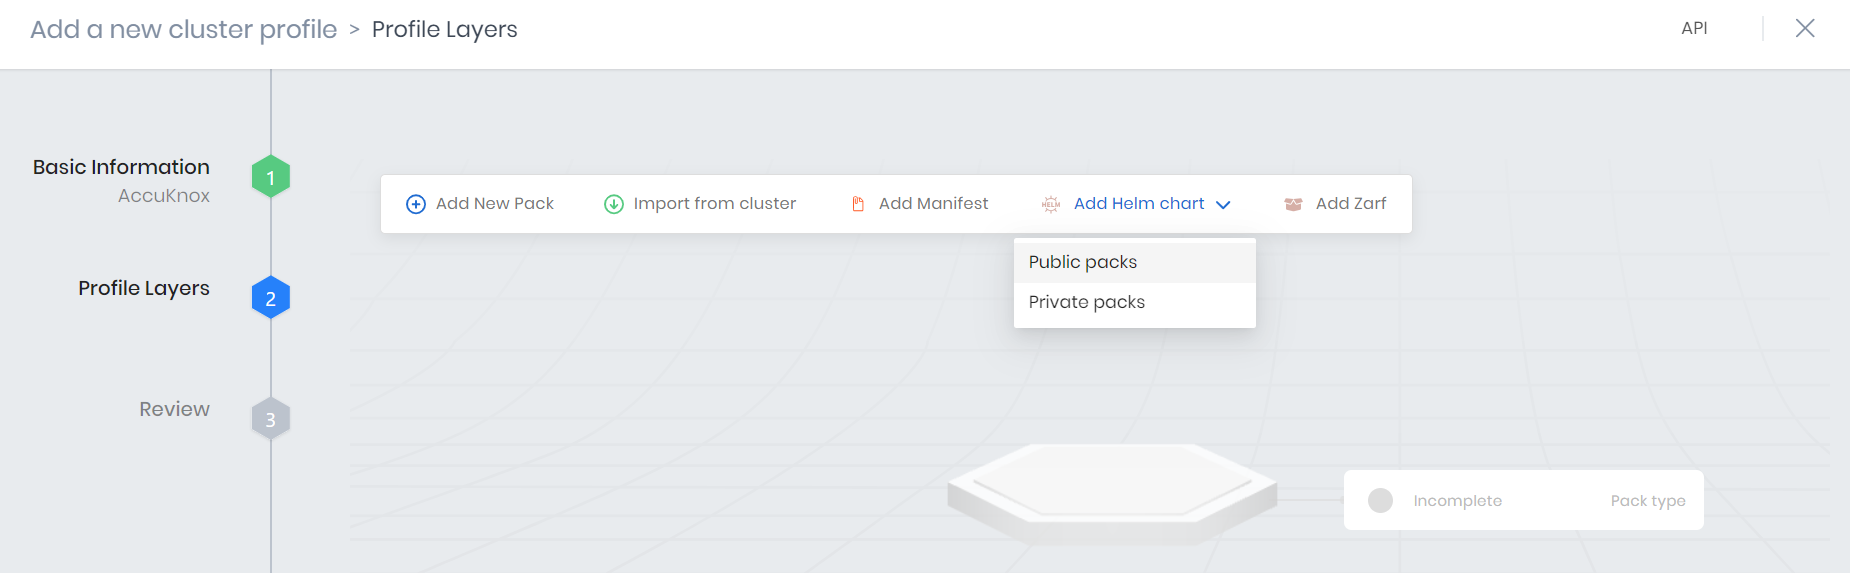 Add a new cluster profile > Profile Layers
API
Basic Information
AccuKnox
1
Add New Pack
Import from cluster
Add Manifest
HELM
Add Helm chart
Add Zarf
Public packs
Private packs
Profile Layers
2
Review
3
Incomplete
Pack type